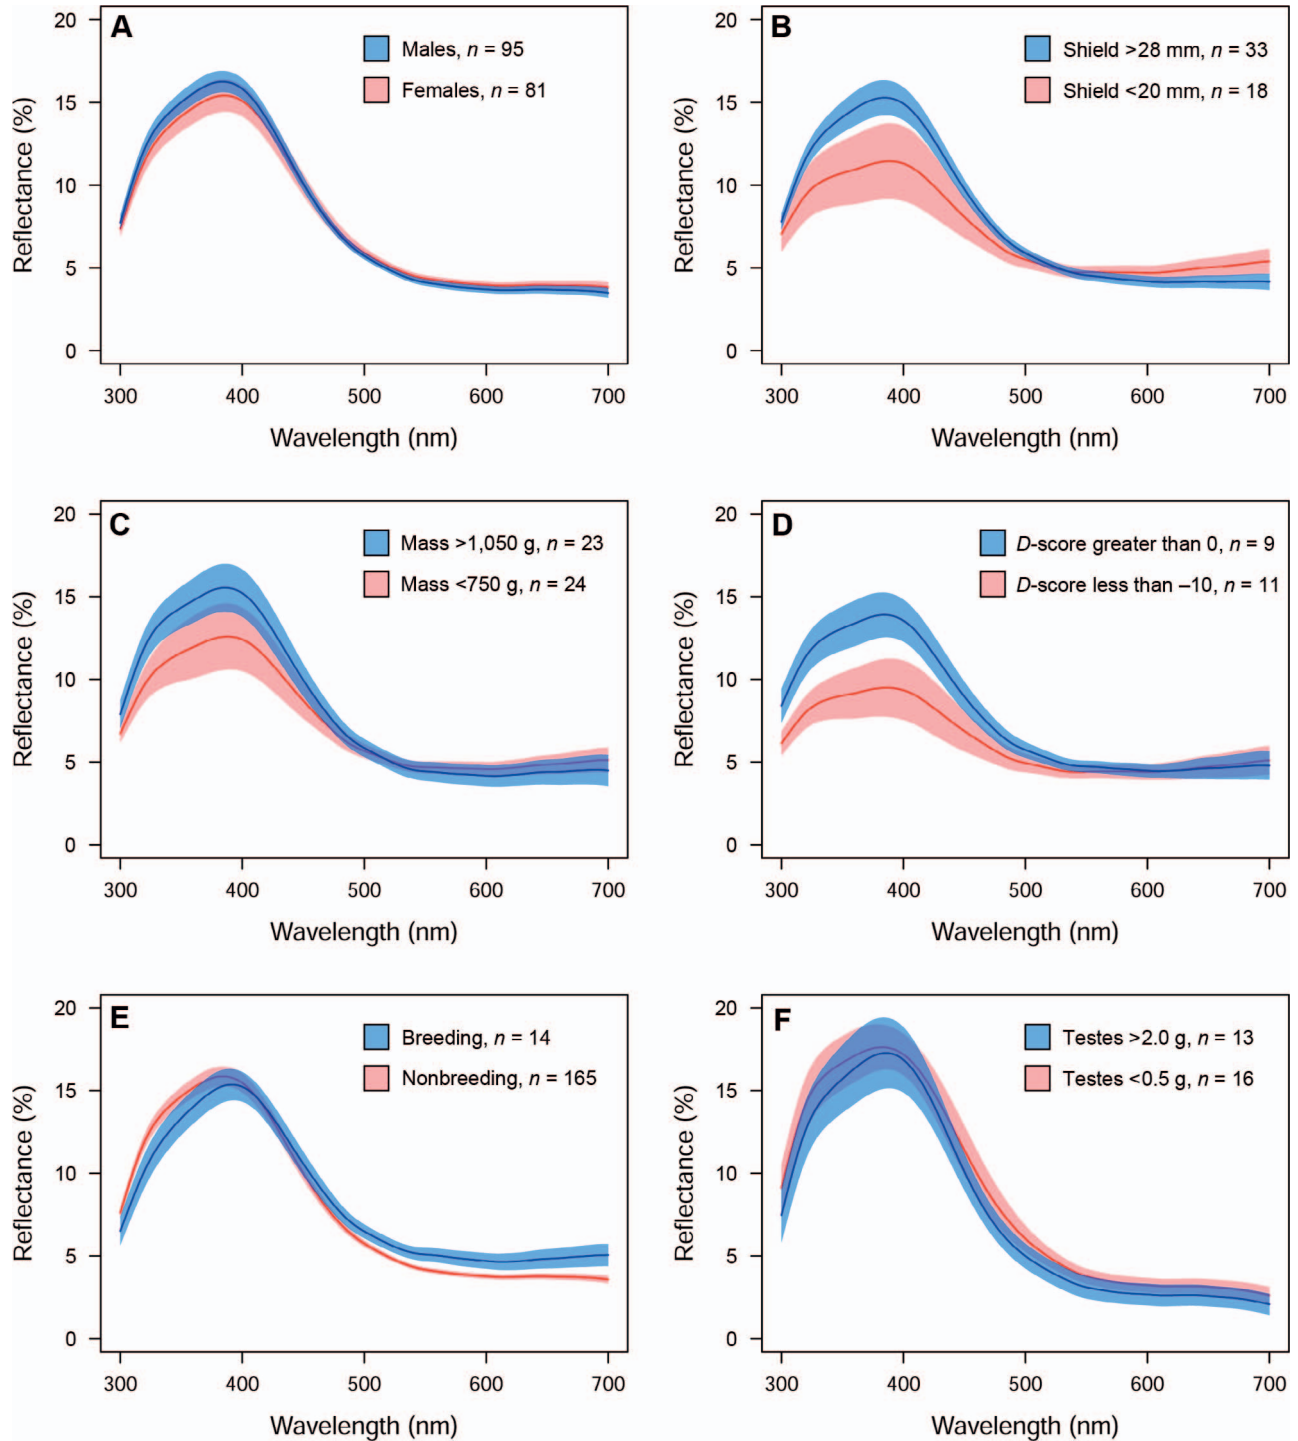 A
Males, n = 95
Females, n = 81
Reflectance (%)
20
15
10
5
0
300 400 500 600 700
Wavelength (nm)
B
Shield >28 mm, n = 33
Shield <20 mm, n = 18
Reflectance (%)
20
15
10
5
0
300 400 500 600 700
Wavelength (nm)
C
Mass >1,050 g, n = 23
Mass <750 g, n = 24
Reflectance (%)
20
15
10
5
0
300 400 500 600 700
Wavelength (nm)
D
D-score greater than 0, n = 9
D-score less than –10, n = 11
Reflectance (%)
20
15
10
5
0
300 400 500 600 700
Wavelength (nm)
E
Breeding, n = 14
Nonbreeding, n = 165
Reflectance (%)
20
15
10
5
0
300 400 500 600 700
Wavelength (nm)
F
Testes >2.0 g, n = 13
Testes <0.5 g, n = 16
Reflectance (%)
20
15
10
5
0
300 400 500 600 700
Wavelength (nm)